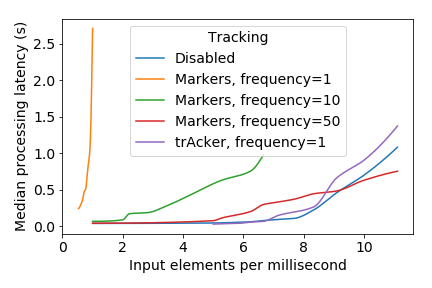 Median processing latency (s)
2.5
2.0
1.5
1.0
0.5
0.0
Tracking
Disabled
Markers, frequency=1
Markers, frequency=10
Markers, frequency=50
trAcker, frequency=1
0 2 4 6 8 10
Input elements per millisecond